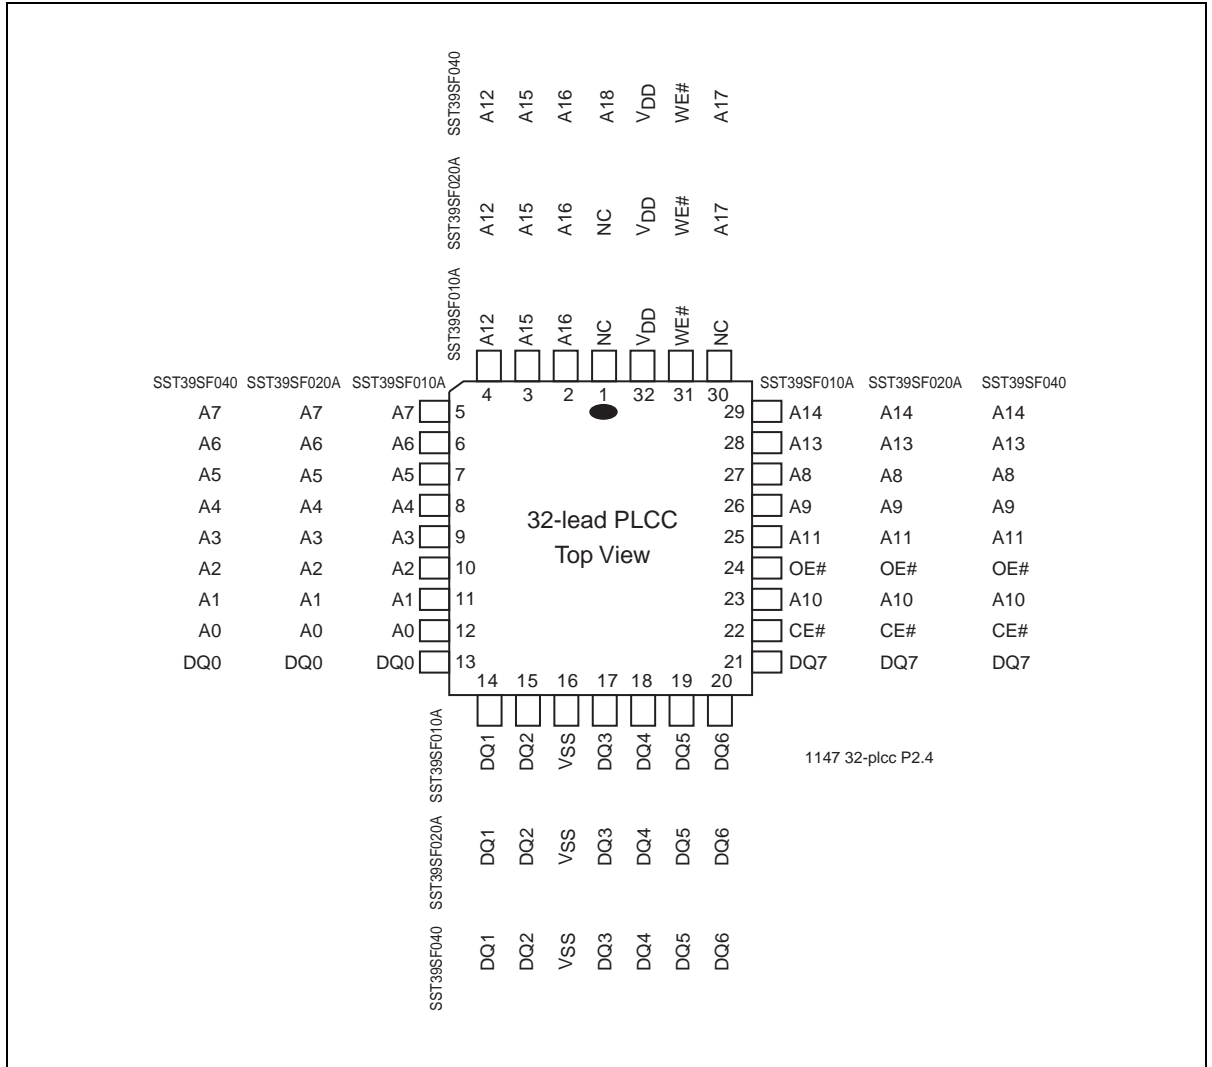 SST39SF040 A12 A15 A16 A18 VDD WE# A17
SST39SF020A A12 A15 A16 NC VDD WE# A17
SST39SF010A A12 A15 A16 NC VDD WE# NC
SST39SF040 SST39SF020A SST39SF010A 4 3 2 1 32 31 30 SST39SF010A SST39SF020A SST39SF040
A7 A7 A7 5 29 A14 A14 A14
A6 A6 A6 6 28 A13 A13 A13
A5 A5 A5 7 27 A8 A8 A8
A4 A4 A4 8 26 A9 A9 A9
32-lead PLCC
A3 A3 A3 9 25 A11 A11 A11
Top View
A2 A2 A2 10 24 OE# OE# OE#
A1 A1 A1 11 23 A10 A10 A10
A0 A0 A0 12 22 CE# CE# CE#
DQ0 DQ0 DQ0 13 21 DQ7 DQ7 DQ7
14 15 16 17 18 19 20
SST39SF010A DQ1 DQ2 VSS DQ3 DQ4 DQ5 DQ6
1147 32-plcc P2.4
SST39SF020A DQ1 DQ2 VSS DQ3 DQ4 DQ5 DQ6
SST39SF040 DQ1 DQ2 VSS DQ3 DQ4 DQ5 DQ6